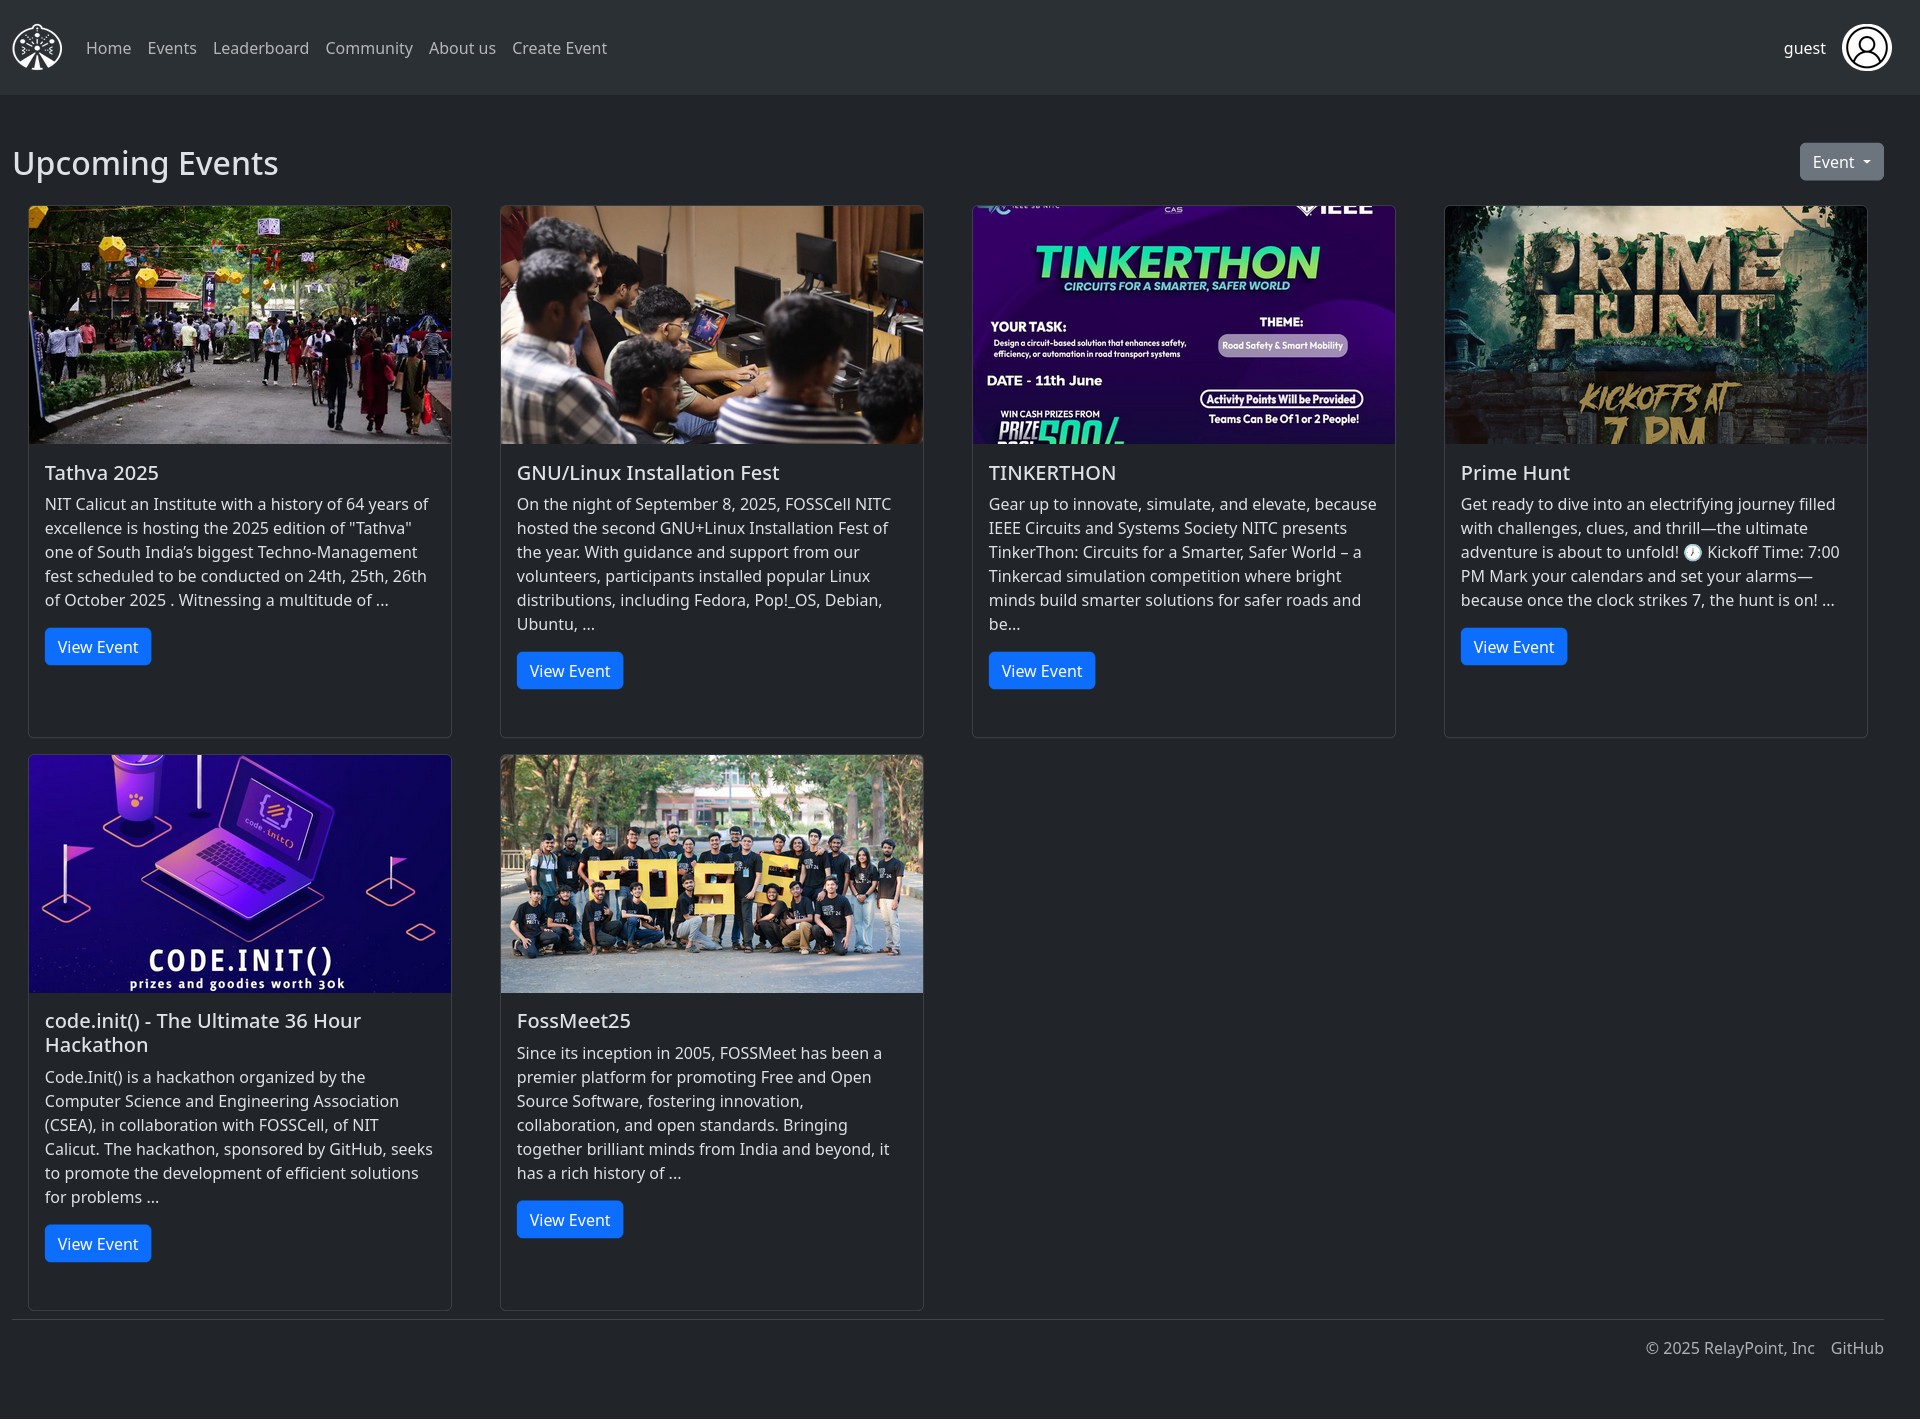 Home Events Leaderboard Community About us Create Event
guest
Upcoming Events
Event
TINKERTHON
CIRCUITS FOR A SMARTER, SAFER WORLD
YOUR TASK:
Design a circuit-based solution that enhances safety,
efficiency, or automation in road transport systems
THEME:
Road Safety & Smart Mobility
DATE - 11th June
Activity Points Will be Provided
Teams Can Be Of 1 or 2 People!
WIN CASH PRIZES FROM
PRIZE
500/-
IEEE
CAS
PRIME
HUNT
KICKOFFS AT
7 PM
Tathva 2025
NIT Calicut an Institute with a history of 64 years of
excellence is hosting the 2025 edition of "Tathva"
one of South India’s biggest Techno-Management
fest scheduled to be conducted on 24th, 25th, 26th
of October 2025 . Witnessing a multitude of ...
View Event
GNU/Linux Installation Fest
On the night of September 8, 2025, FOSSCell NITC
hosted the second GNU+Linux Installation Fest of
the year. With guidance and support from our
volunteers, participants installed popular Linux
distributions, including Fedora, Pop!_OS, Debian,
Ubuntu, ...
View Event
TINKERTHON
Gear up to innovate, simulate, and elevate, because
IEEE Circuits and Systems Society NITC presents
TinkerThon: Circuits for a Smarter, Safer World – a
Tinkercad simulation competition where bright
minds build smarter solutions for safer roads and
be...
View Event
Prime Hunt
Get ready to dive into an electrifying journey filled
with challenges, clues, and thrill—the ultimate
adventure is about to unfold! 🕖 Kickoff Time: 7:00
PM Mark your calendars and set your alarms—
because once the clock strikes 7, the hunt is on! ...
View Event
code.init()
CODE.INIT()
prizes and goodies worth 30k
FOSS
code.init() - The Ultimate 36 Hour
Hackathon
Code.Init() is a hackathon organized by the
Computer Science and Engineering Association
(CSEA), in collaboration with FOSSCell, of NIT
Calicut. The hackathon, sponsored by GitHub, seeks
to promote the development of efficient solutions
for problems ...
View Event
FossMeet25
Since its inception in 2005, FOSSMeet has been a
premier platform for promoting Free and Open
Source Software, fostering innovation,
collaboration, and open standards. Bringing
together brilliant minds from India and beyond, it
has a rich history of ...
View Event
© 2025 RelayPoint, Inc GitHub